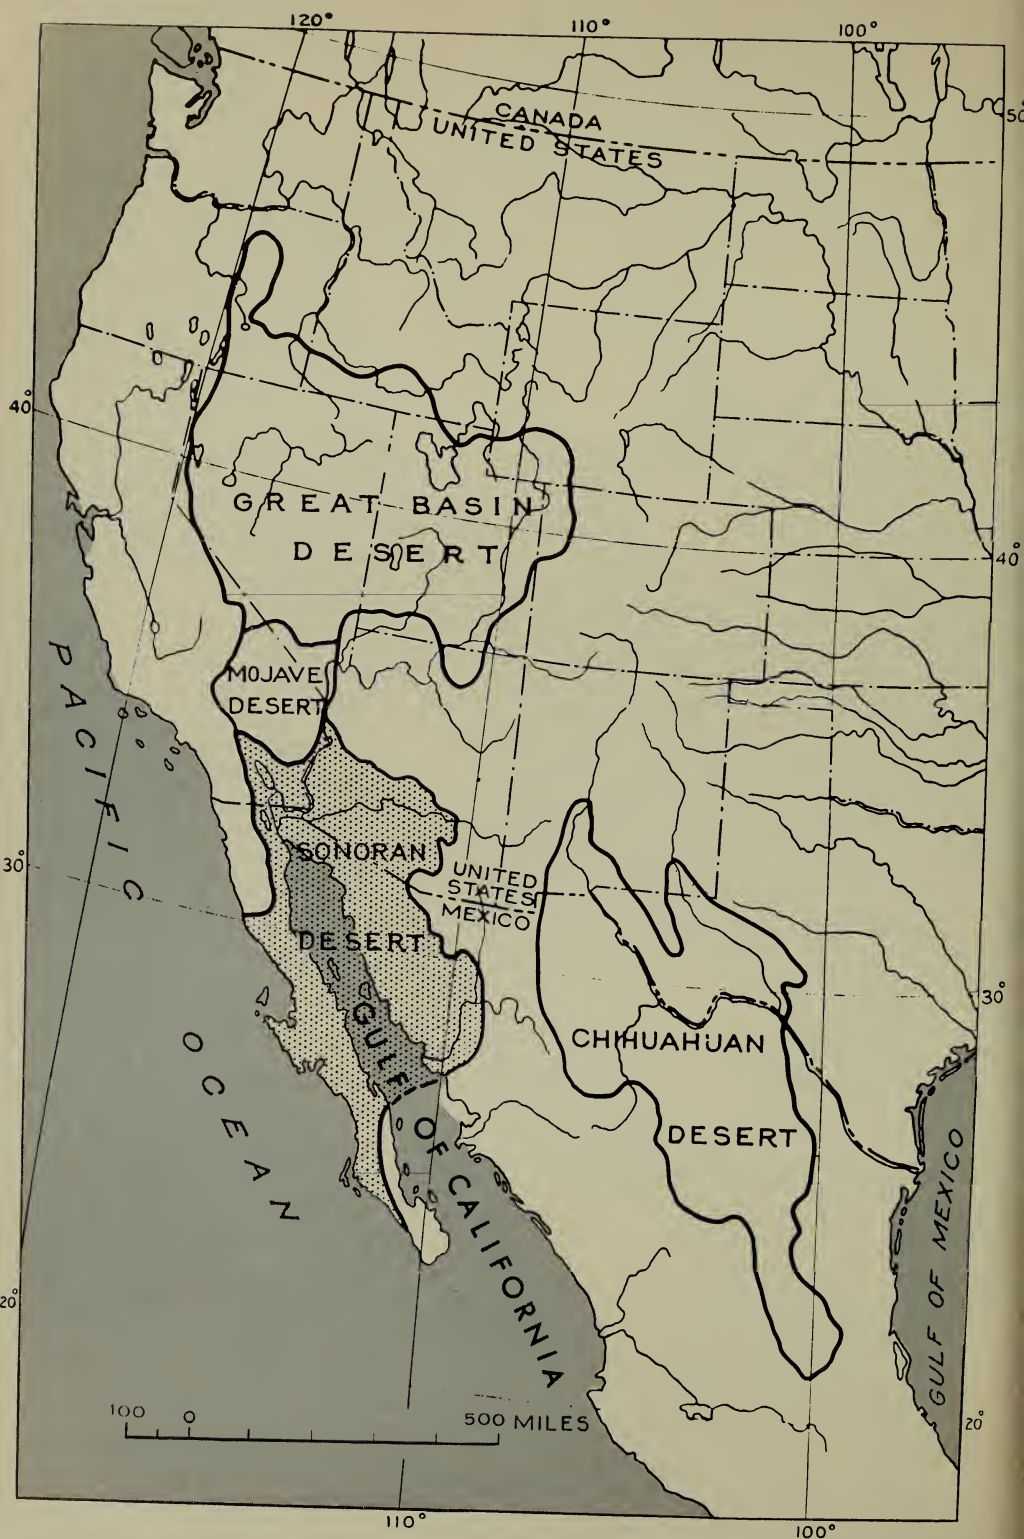 120°
110°
100°
50°
CANADA
UNITED STATES
40°
GREAT BASIN
DESERT
40°
MOJAVE
DESERT
PACIFIC
OCEAN
30°
SONORAN
DESERT
UNITED
STATES
MEXICO
30°
GULF OF CALIFORNIA
CHIHUAHUAN
DESERT
GULF OF MEXICO
20°
20°
100 0 500 MILES
110°
100°